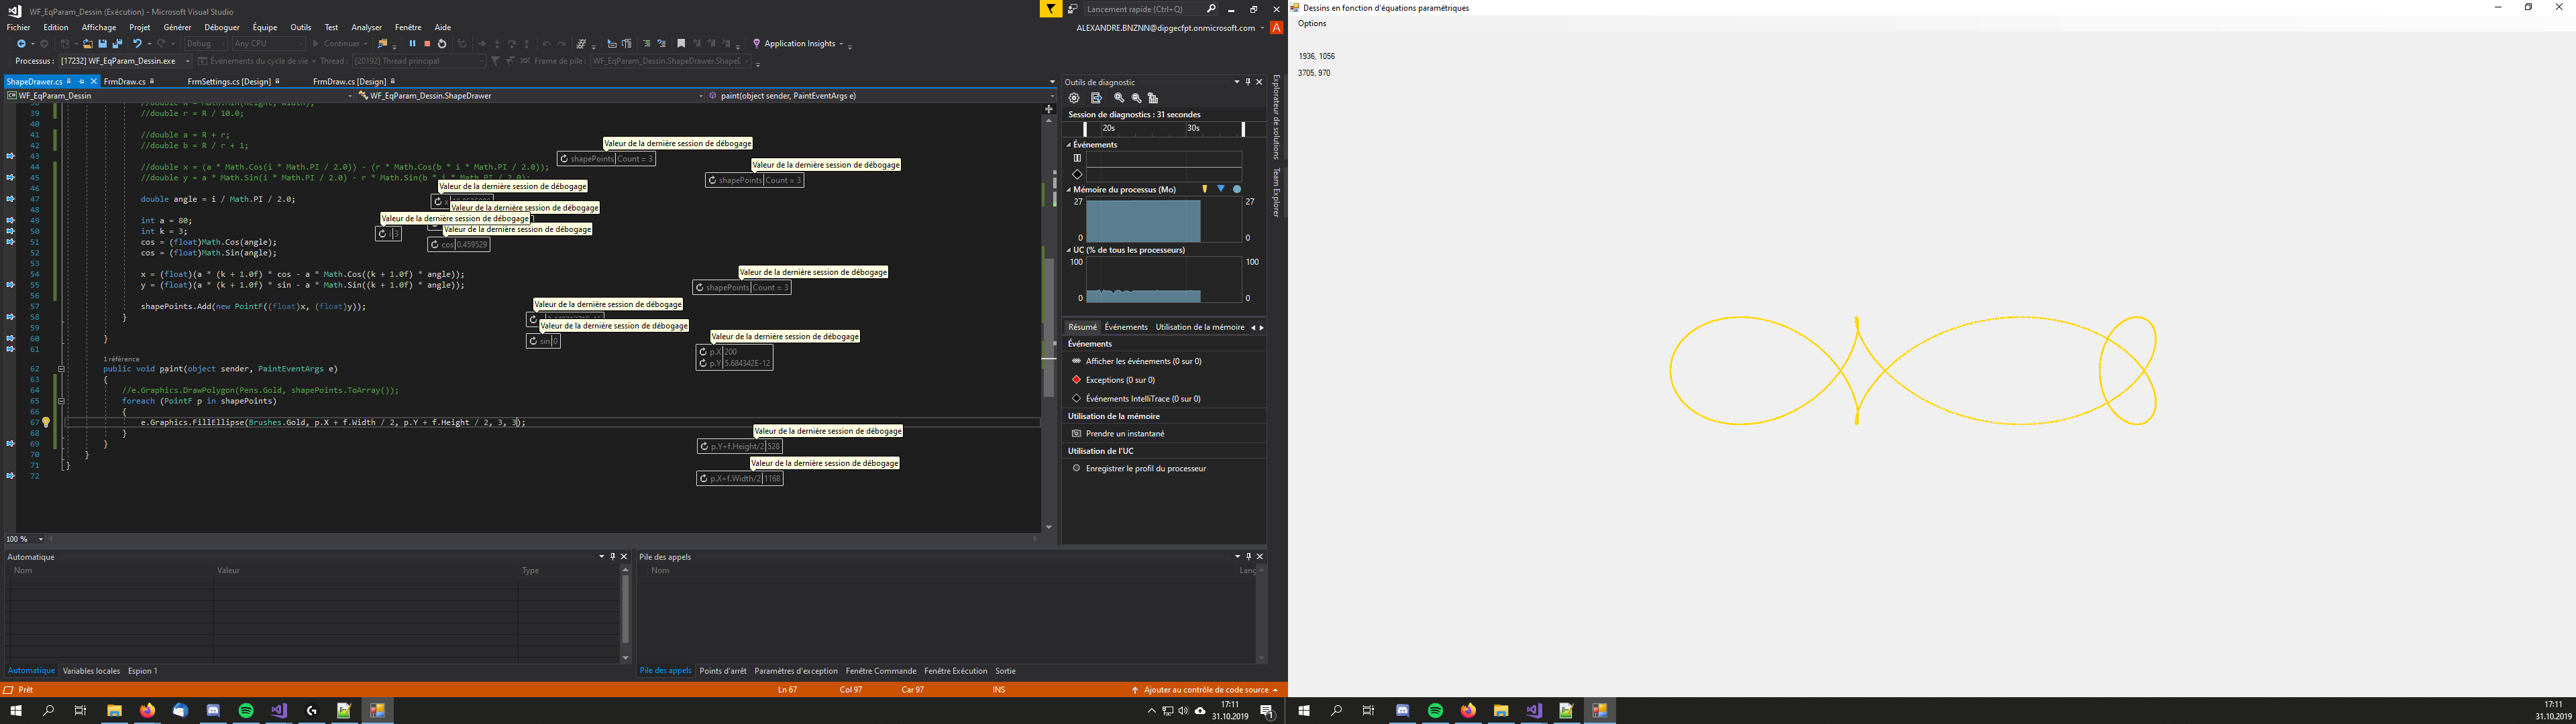 WF_EqParam_Dessin (Exécution) - Microsoft Visual Studio
Lancement rapide (Ctrl+Q)
Fichier Edition Affichage Projet Générer Déboguer Équipe Outils Test Analyser Fenêtre Aide
ALEXANDRE.BNZNN@dipgecfpt.onmicrosoft.com A
Debug Any CPU Continuer Application Insights
Processus : [17232] WF_EqParam_Dessin.exe Événements du cycle de vie Thread : [20192] Thread principal Frame de pile : WF_EqParam_Dessin.ShapeDrawer.ShapeD
ShapeDrawer.cs FrmDraw.cs FrmSettings.cs [Design] FrmDraw.cs [Design]
WF_EqParam_Dessin WF_EqParam_Dessin.ShapeDrawer paint(object sender, PaintEventArgs e)
39 //double r = R / 10.0;
40
41 //double a = R + r;
42 //double b = R / r + 1;
43
44 //double x = (a * Math.Cos(i * Math.PI / 2.0)) - (r * Math.Cos(b * i * Math.PI / 2.0));
45 //double y = a * Math.Sin(i * Math.PI / 2.0) - r * Math.Sin(b * i * Math.PI / 2.0);
46
47 double angle = i / Math.PI / 2.0;
48
49 int a = 80;
50 int k = 3;
51 cos = (float)Math.Cos(angle);
52 cos = (float)Math.Sin(angle);
53
54 x = (float)(a * (k + 1.0f) * cos - a * Math.Cos((k + 1.0f) * angle));
55 y = (float)(a * (k + 1.0f) * sin - a * Math.Sin((k + 1.0f) * angle));
56
57 shapePoints.Add(new PointF((float)x, (float)y));
58 }
59
60 }
61
1 référence
62 public void paint(object sender, PaintEventArgs e)
63 {
64 //e.Graphics.DrawPolygon(Pens.Gold, shapePoints.ToArray());
65 foreach (PointF p in shapePoints)
66 {
67 e.Graphics.FillEllipse(Brushes.Gold, p.X + f.Width / 2, p.Y + f.Height / 2, 3, 3);
68 }
69 }
70 }
71 }
72
Valeur de la dernière session de débogage
shapePoints Count = 3
Valeur de la dernière session de débogage
shapePoints Count = 3
Valeur de la dernière session de débogage
Valeur de la dernière session de débogage
Valeur de la dernière session de débogage
i 3
Valeur de la dernière session de débogage
cos 0.459529
Valeur de la dernière session de débogage
shapePoints Count = 3
Valeur de la dernière session de débogage
Valeur de la dernière session de débogage
sin 0
Valeur de la dernière session de débogage
p.X 200
p.Y 5.684342E-12
Valeur de la dernière session de débogage
p.Y+f.Height/2 528
Valeur de la dernière session de débogage
p.X+f.Width/2 1168
100 %
Outils de diagnostic
Session de diagnostics : 31 secondes
20s 30s
Événements
Mémoire du processus (Mo)
27 27
0 0
UC (% de tous les processeurs)
100 100
0 0
Résumé Événements Utilisation de la mémoire
Événements
Afficher les événements (0 sur 0)
Exceptions (0 sur 0)
Événements IntelliTrace (0 sur 0)
Utilisation de la mémoire
Prendre un instantané
Utilisation de l'UC
Enregistrer le profil du processeur
Explorateur de solutions
Team Explorer
Automatique
Nom Valeur Type
Automatique Variables locales Espion 1
Pile des appels
Nom Lang
Pile des appels Points d'arrêt Paramètres d'exception Fenêtre Commande Fenêtre Exécution Sortie
Prêt Ln 67 Col 97 Car 97 INS Ajouter au contrôle de code source
17:11
31.10.2019
1
Dessins en fonction d'équations paramétriques
Options
1936, 1056
3705, 970
17:11
31.10.2019